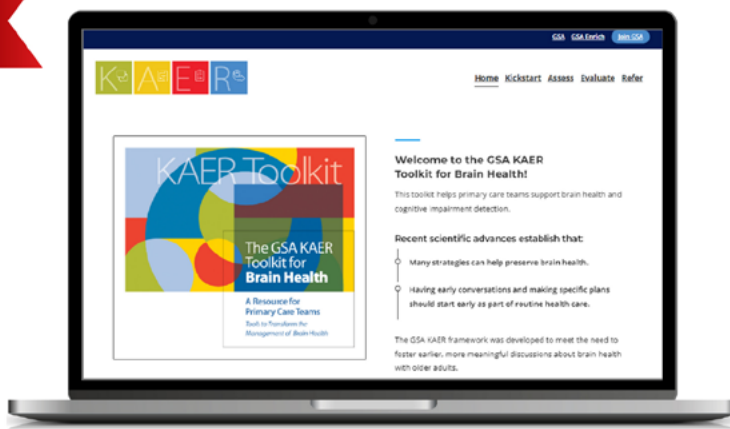 GSA GSA Enrich Join GSA
K A E R
Home Kickstart Assess Evaluate Refer
KAER Toolkit
The GSA KAER
Toolkit for
Brain Health
A Resource for
Primary Care Teams
Tools to Transform the
Management of Brain Health
Welcome to the GSA KAER
Toolkit for Brain Health!
This toolkit helps primary care teams support brain health and
cognitive impairment detection.
Recent scientific advances establish that:
Many strategies can help preserve brain health.
Having early conversations and making specific plans
should start early as part of routine health care.
The GSA KAER framework was developed to meet the need to
foster earlier, more meaningful discussions about brain health
with older adults.